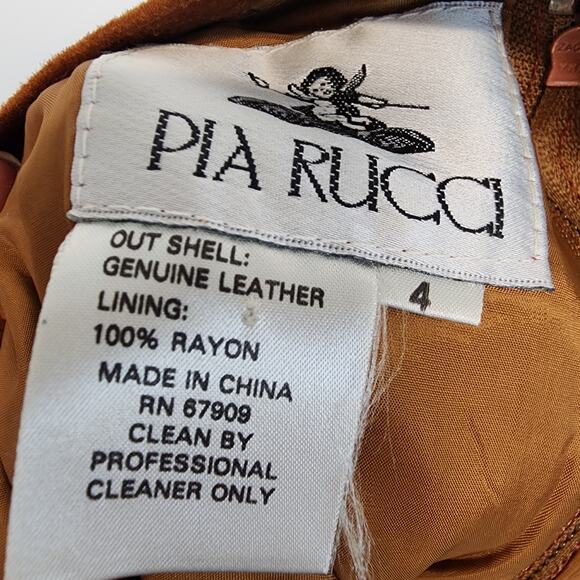 PIA RUCCI
4
OUT SHELL:
GENUINE LEATHER
LINING:
100% RAYON
MADE IN CHINA
RN 67909
CLEAN BY
PROFESSIONAL
CLEANER ONLY